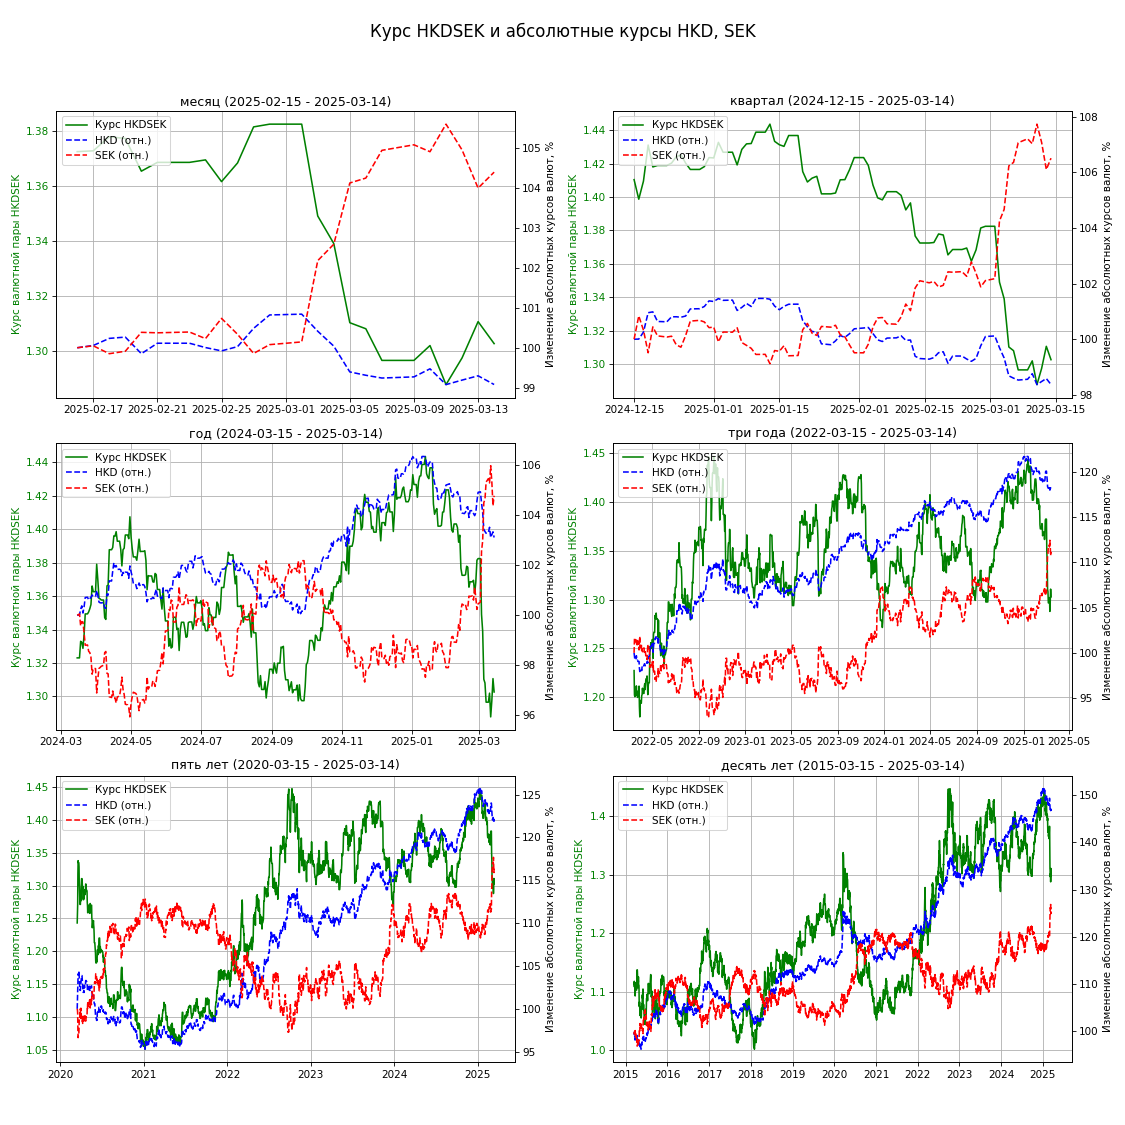 Курс HKDSEK и абсолютные курсы HKD, SEK
месяц (2025-02-15 - 2025-03-14)
Курс HKDSEK
HKD (отн.)
SEK (отн.)
Курс валютной пары HKDSEK
1.38
1.36
1.34
1.32
1.30
105
104
103
102
101
100
99
Изменение абсолютных курсов валют, %
2025-02-17 2025-02-21 2025-02-25 2025-03-01 2025-03-05 2025-03-09 2025-03-13
квартал (2024-12-15 - 2025-03-14)
Курс HKDSEK
HKD (отн.)
SEK (отн.)
Курс валютной пары HKDSEK
1.44
1.42
1.40
1.38
1.36
1.34
1.32
1.30
108
106
104
102
100
98
Изменение абсолютных курсов валют, %
2024-12-15 2025-01-01 2025-01-15 2025-02-01 2025-02-15 2025-03-01 2025-03-15
год (2024-03-15 - 2025-03-14)
Курс HKDSEK
HKD (отн.)
SEK (отн.)
Курс валютной пары HKDSEK
1.44
1.42
1.40
1.38
1.36
1.34
1.32
1.30
106
104
102
100
98
96
Изменение абсолютных курсов валют, %
2024-03 2024-05 2024-07 2024-09 2024-11 2025-01 2025-03
три года (2022-03-15 - 2025-03-14)
Курс HKDSEK
HKD (отн.)
SEK (отн.)
Курс валютной пары HKDSEK
1.45
1.40
1.35
1.30
1.25
1.20
120
115
110
105
100
95
Изменение абсолютных курсов валют, %
2022-05 2022-09 2023-01 2023-05 2023-09 2024-01 2024-05 2024-09 2025-01 2025-05
пять лет (2020-03-15 - 2025-03-14)
Курс HKDSEK
HKD (отн.)
SEK (отн.)
Курс валютной пары HKDSEK
1.45
1.40
1.35
1.30
1.25
1.20
1.15
1.10
1.05
125
120
115
110
105
100
95
Изменение абсолютных курсов валют, %
2020 2021 2022 2023 2024 2025
десять лет (2015-03-15 - 2025-03-14)
Курс HKDSEK
HKD (отн.)
SEK (отн.)
Курс валютной пары HKDSEK
1.4
1.3
1.2
1.1
1.0
150
140
130
120
110
100
Изменение абсолютных курсов валют, %
2015 2016 2017 2018 2019 2020 2021 2022 2023 2024 2025